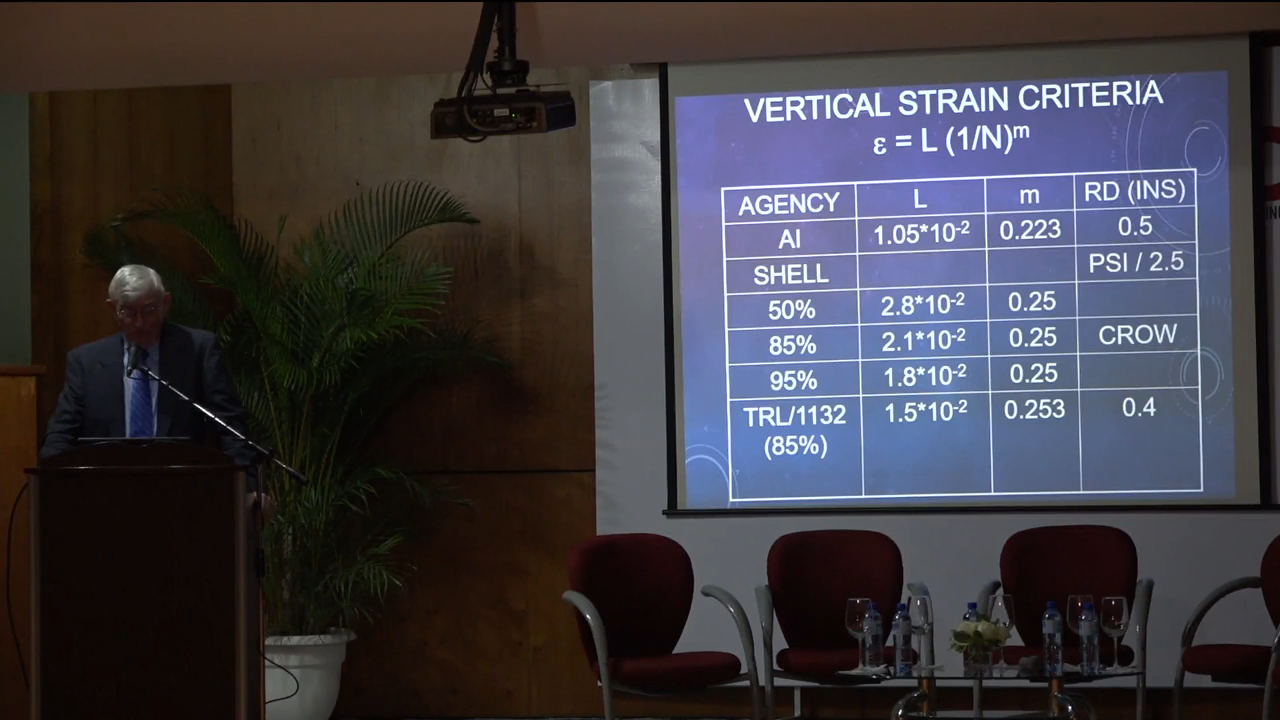 VERTICAL STRAIN CRITERIA
ε = L (1/N)ᵐ
AGENCY L m RD (INS)
AI 1.05*10⁻² 0.223 0.5
SHELL PSI / 2.5
50% 2.8*10⁻² 0.25
85% 2.1*10⁻² 0.25 CROW
95% 1.8*10⁻² 0.25
TRL/1132 1.5*10⁻² 0.253 0.4
(85%)